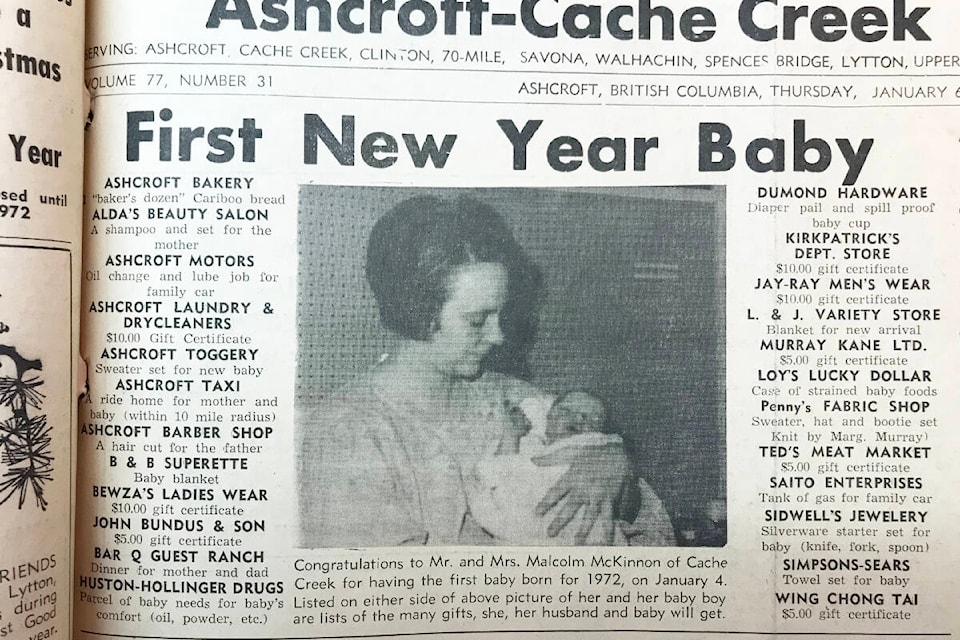 a
stmas
Year
until
972
RIENDS
Lytton,
during
st Good
year.
Ashcroft-Cache Creek
SERVING: ASHCROFT, CACHE CREEK, CLINTON, 70-MILE, SAVONA, WALHACHIN, SPENCES BRIDGE, LYTTON, UPPER
VOLUME 77, NUMBER 31
ASHCROFT, BRITISH COLUMBIA, THURSDAY, JANUARY 6
First New Year Baby
ASHCROFT BAKERY
"baker's dozen" Cariboo bread
ALDA'S BEAUTY SALON
A shampoo and set for the
mother
ASHCROFT MOTORS
Oil change and lube job for
family car
ASHCROFT LAUNDRY &
DRYCLEANERS
$10.00 Gift Certificate
ASHCROFT TOGGERY
Sweater set for new baby
ASHCROFT TAXI
A ride home for mother and
baby (within 10 mile radius)
ASHCROFT BARBER SHOP
A hair cut for the father
B & B SUPERETTE
Baby blanket
BEWZA'S LADIES WEAR
$10.00 gift certificate
JOHN BUNDUS & SON
$5.00 gift certificate
BAR Q GUEST RANCH
Dinner for mother and dad
HUSTON-HOLLINGER DRUGS
Parcel of baby needs for baby's
comfort (oil, powder, etc.)
Congratulations to Mr. and Mrs. Malcolm McKinnon of Cache
Creek for having the first baby born for 1972, on January 4.
Listed on either side of above picture of her and her baby boy
are lists of the many gifts, she, her husband and baby will get.
DUMOND HARDWARE
Diaper pail and spill proof
baby cup
KIRKPATRICK'S
DEPT. STORE
$10.00 gift certificate
JAY-RAY MEN'S WEAR
$10.00 gift certificate
L. & J. VARIETY STORE
Blanket for new arrival
MURRAY KANE LTD.
$5.00 gift certificate
LOY'S LUCKY DOLLAR
Case of strained baby foods
Penny's FABRIC SHOP
Sweater, hat and bootie set
Knit by Marg. Murray)
TED'S MEAT MARKET
$5.00 gift certificate
SAITO ENTERPRISES
Tank of gas for family car
SIDWELL'S JEWELERY
Silverware starter set for
baby (knife, fork, spoon)
SIMPSONS-SEARS
Towel set for baby
WING CHONG TAI
$5.00 gift certificate